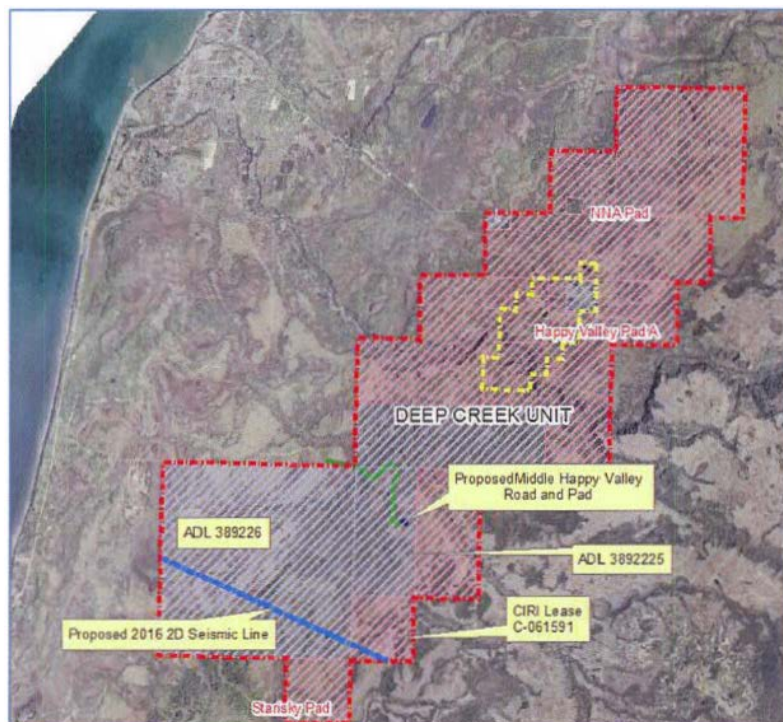 NNA Pad
Happy Valley Pad A
DEEP CREEK UNIT
ProposedMiddle Happy Valley
Road and Pad
ADL 389226
ADL 3892225
CIRI Lease
C-061591
Proposed 2016 2D Seismic Line
Stansky Pad